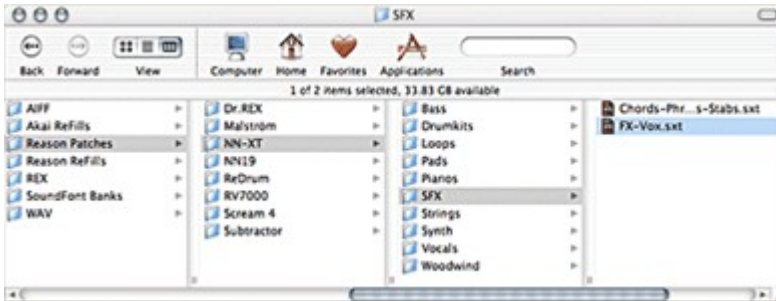 SFX
Back Forward View Computer Home Favorites Applications Search
1 of 2 items selected, 33.83 GB available
AIFF
Akai ReFills
Reason Patches
Reason ReFills
REX
SoundFont Banks
WAV
Dr.REX
Malstrom
NN-XT
NN19
ReDrum
RV7000
Scream 4
Subtractor
Bass
Drumkits
Loops
Pads
Pianos
SFX
Strings
Synth
Vocals
Woodwind
Chords-Phr...s-Stabs.sxt
FX-Vox.sxt